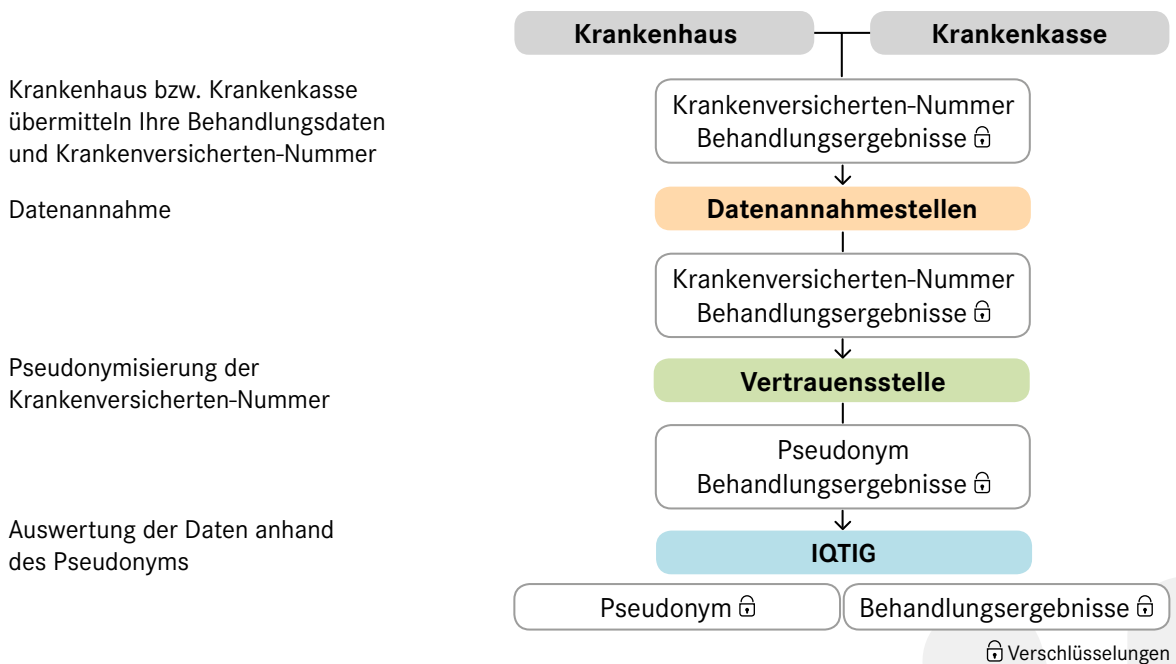 Krankenhaus
Krankenkasse
Krankenhaus bzw. Krankenkasse
übermitteln Ihre Behandlungsdaten
und Krankenversicherten-Nummer
Krankenversicherten-Nummer
Behandlungsergebnisse
Datenannahme
Datenannahmestellen
Krankenversicherten-Nummer
Behandlungsergebnisse
Pseudonymisierung der
Krankenversicherten-Nummer
Vertrauensstelle
Pseudonym
Behandlungsergebnisse
Auswertung der Daten anhand
des Pseudonyms
IQTIG
Pseudonym
Behandlungsergebnisse
Verschlüsselungen